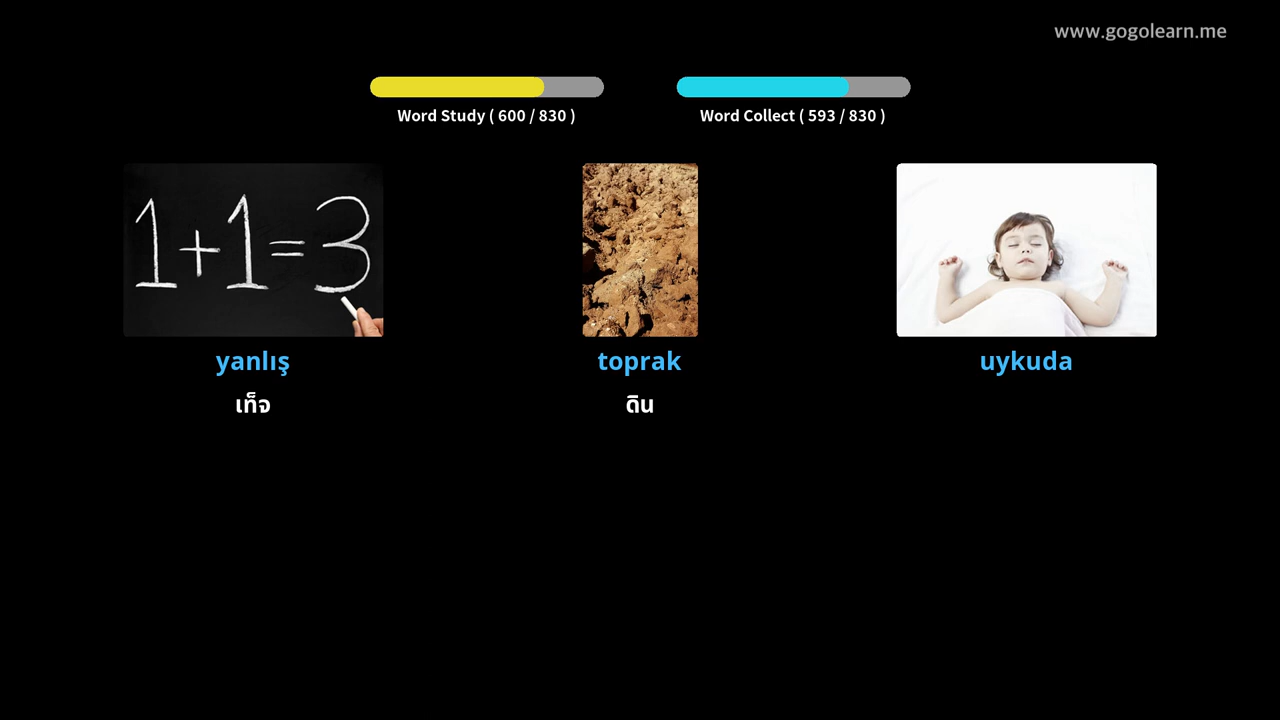 www.gogolearn.me
Word Study ( 600 / 830 )
Word Collect ( 593 / 830 )
1+1=3
yanlış
toprak
uykuda
เท็จ
ดิน